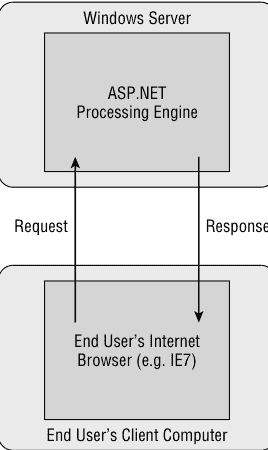 Windows Server
ASP.NET
Processing Engine
Request
Response
End User's Internet
Browser (e.g. IE7)
End User's Client Computer